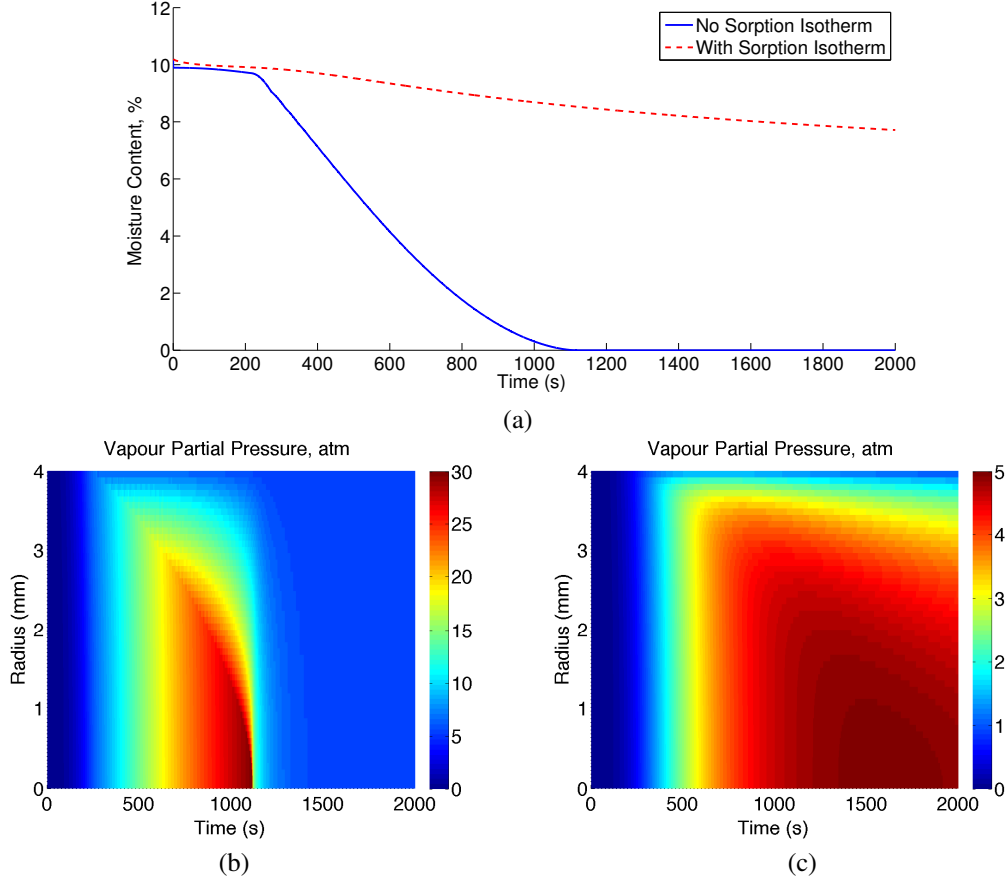 12
10
8
6
4
2
0
Moisture Content, %
No Sorption Isotherm
With Sorption Isotherm
0 200 400 600 800 1000 1200 1400 1600 1800 2000
Time (s)
(a)
Vapour Partial Pressure, atm
4
3
2
1
0
Radius (mm)
0 500 1000 1500 2000
Time (s)
30
25
20
15
10
5
0
(b)
Vapour Partial Pressure, atm
4
3
2
1
0
Radius (mm)
0 500 1000 1500 2000
Time (s)
5
4
3
2
1
0
(c)